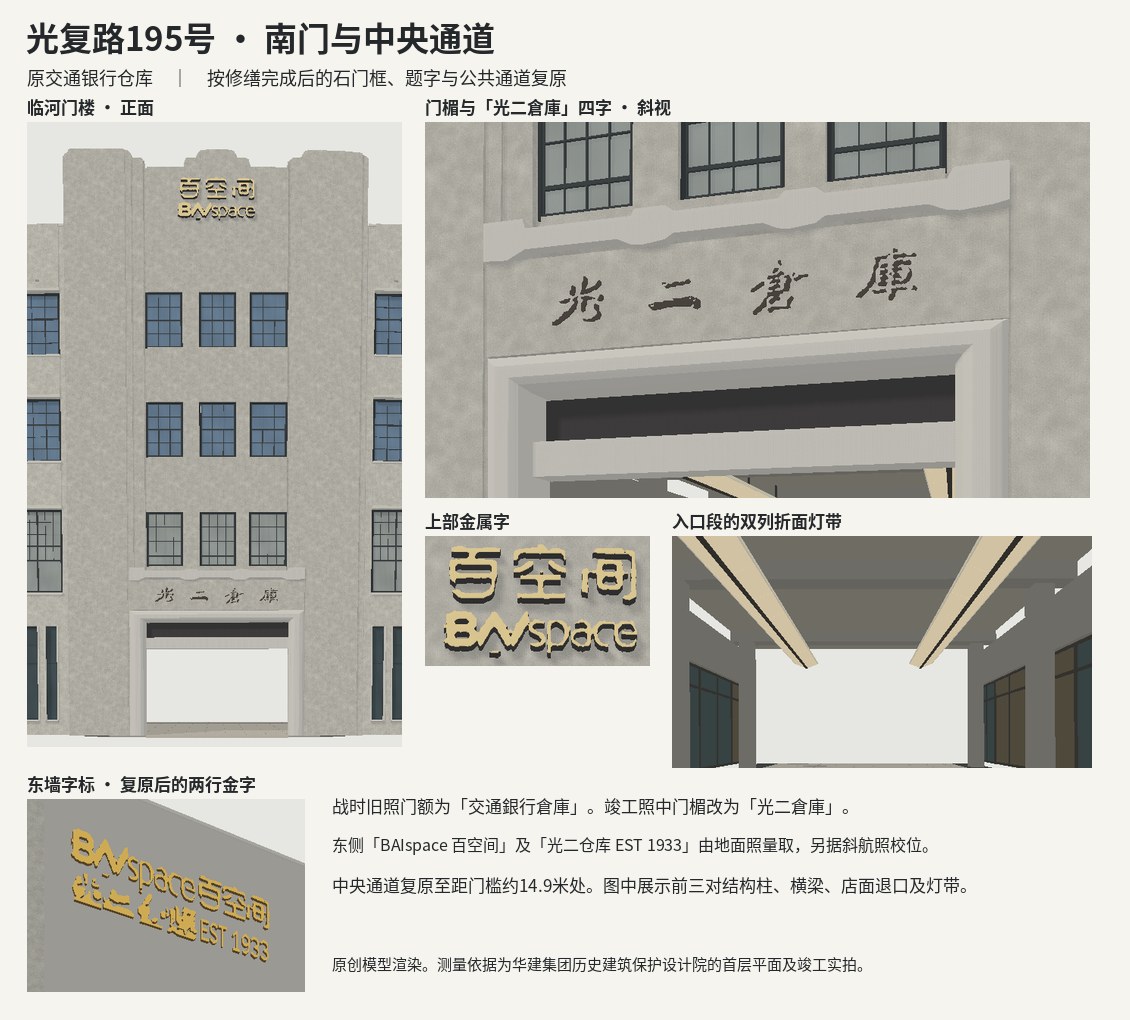 光复路195号 · 南门与中央通道
原交通银行仓库 ｜ 按修缮完成后的石门框、题字与公共通道复原
临河门楼 · 正面
百空间
BAIspace
光二倉庫
门楣与「光二倉庫」四字 · 斜视
光二倉庫
上部金属字
百空间
BAIspace
入口段的双列折面灯带
东墙字标 · 复原后的两行金字
BAIspace百空间
光二仓库EST 1933
战时旧照门额为「交通銀行倉庫」。竣工照中门楣改为「光二倉庫」。
东侧「BAIspace 百空间」及「光二仓库 EST 1933」由地面照量取，另据斜航照校位。
中央通道复原至距门槛约14.9米处。图中展示前三对结构柱、横梁、店面退口及灯带。
原创模型渲染。测量依据为华建集团历史建筑保护设计院的首层平面及竣工实拍。